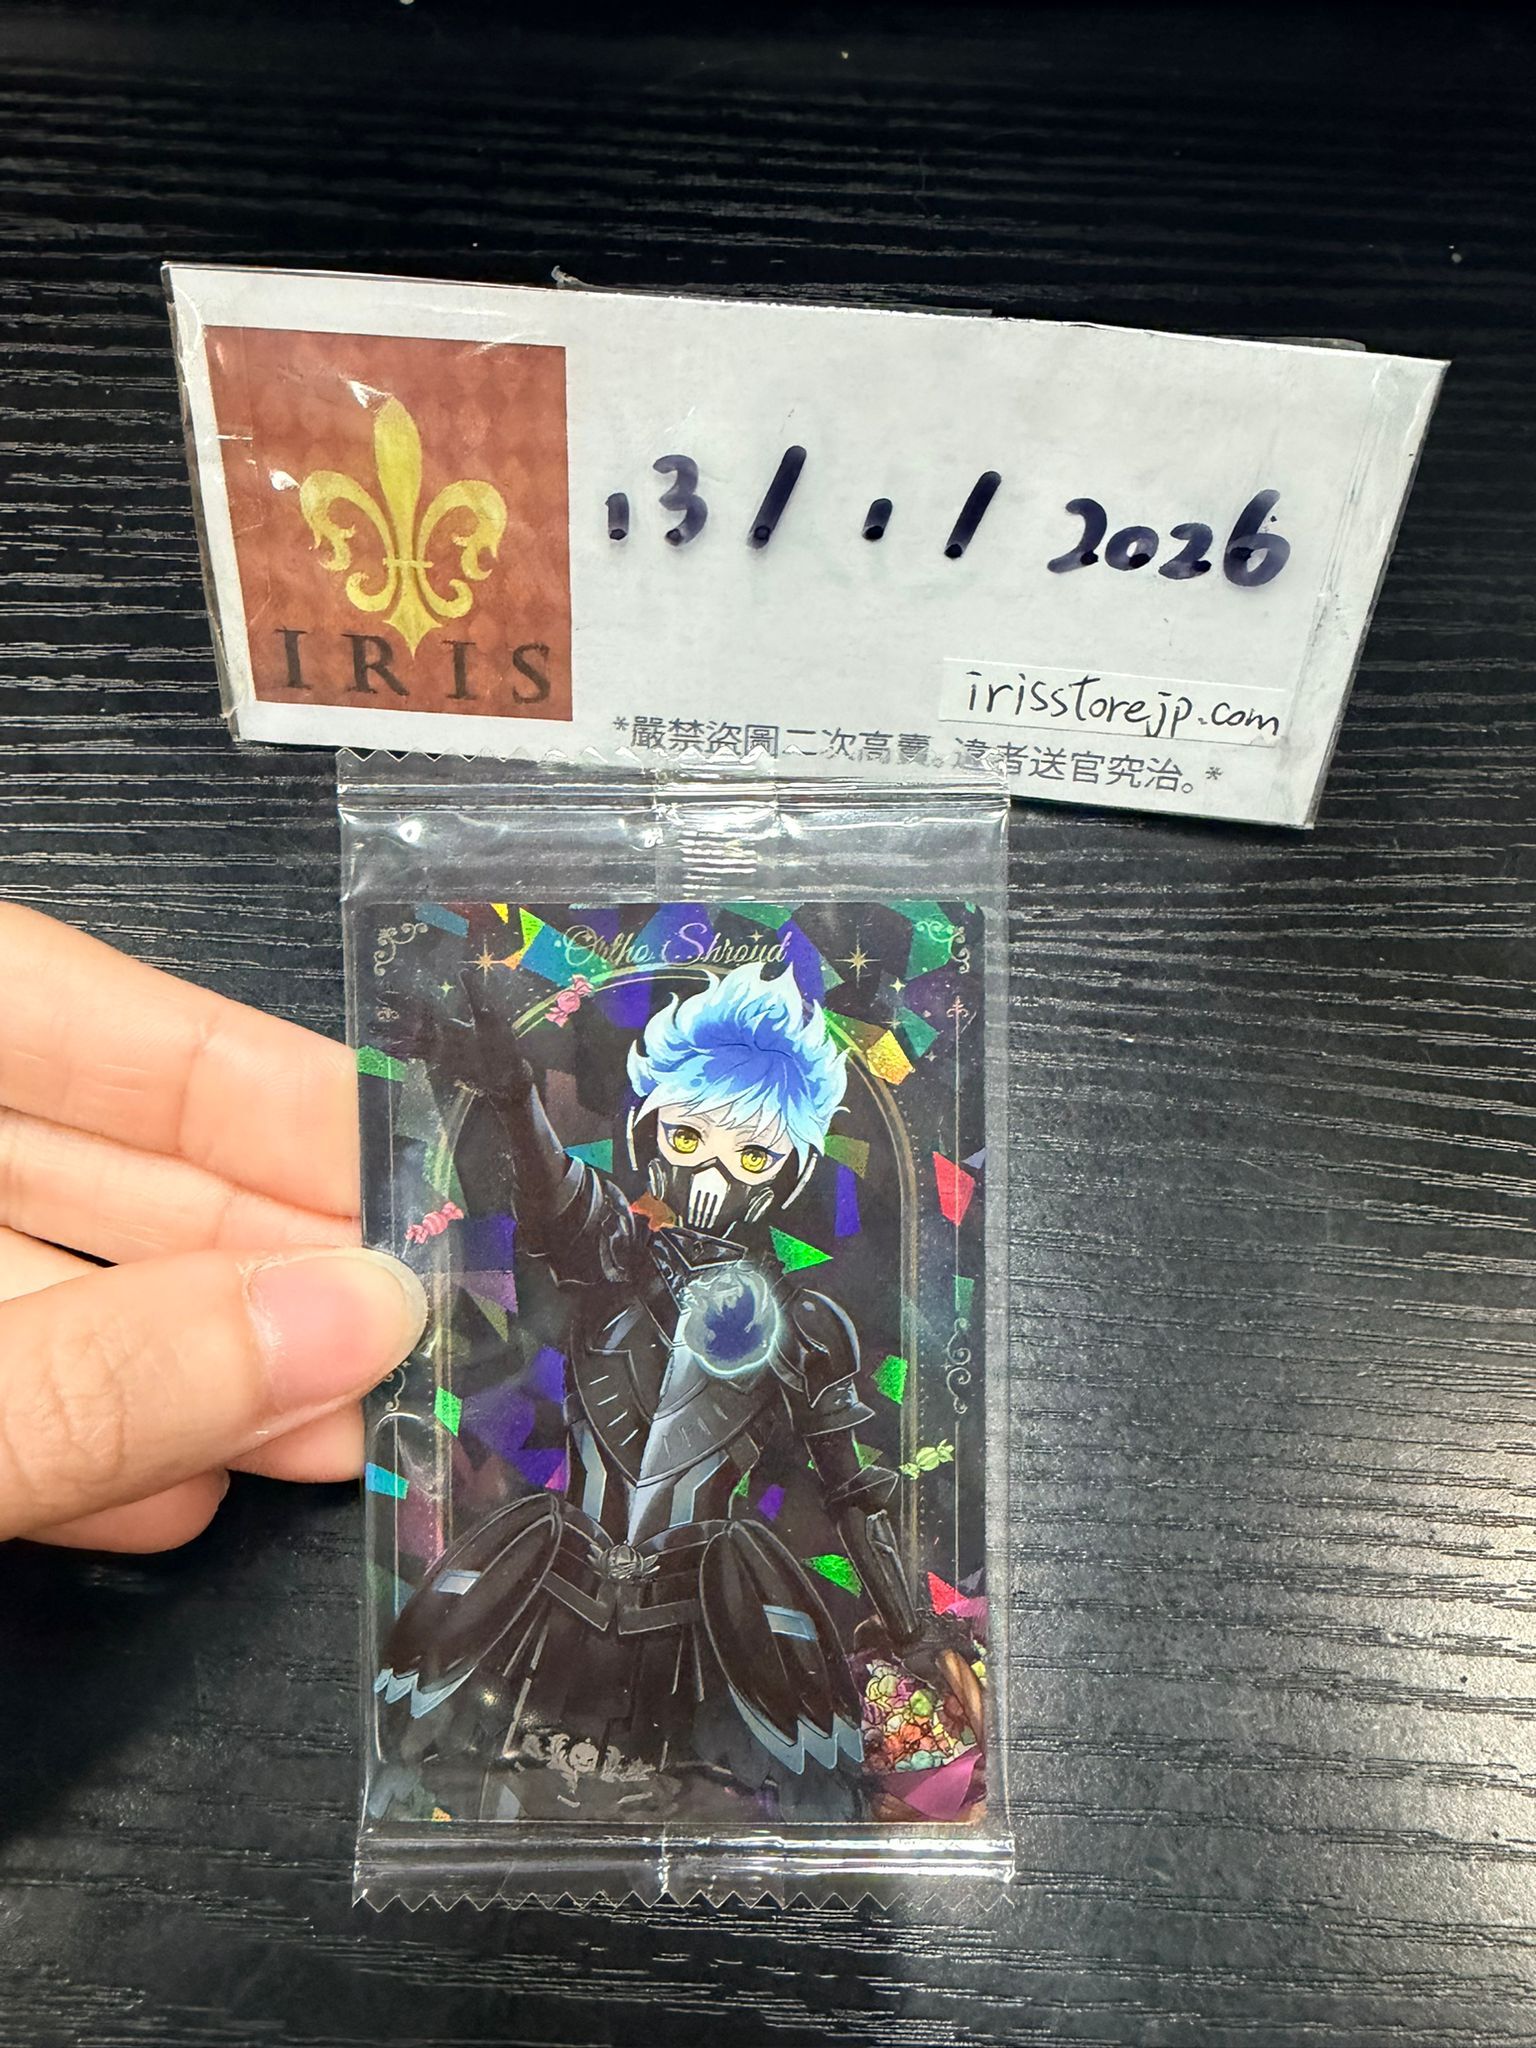 IRIS
13/1/2026
irisstorejp.com
*嚴禁盜圖二次高賣。違者送官究治。*
Ortho Shroud